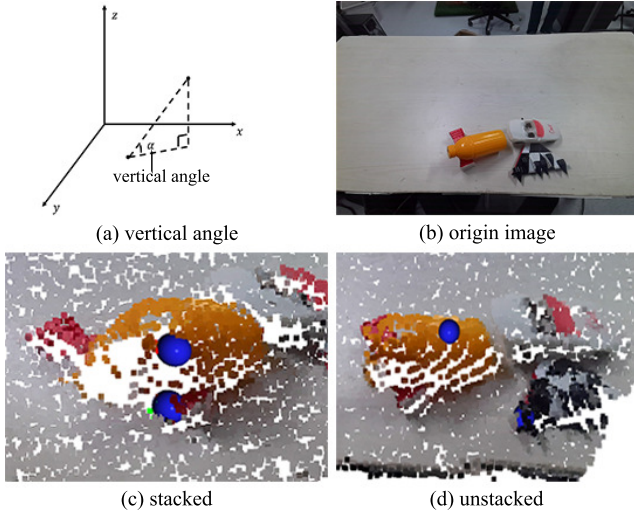 z
x
y
α
vertical angle
(a) vertical angle
(b) origin image
(c) stacked
(d) unstacked